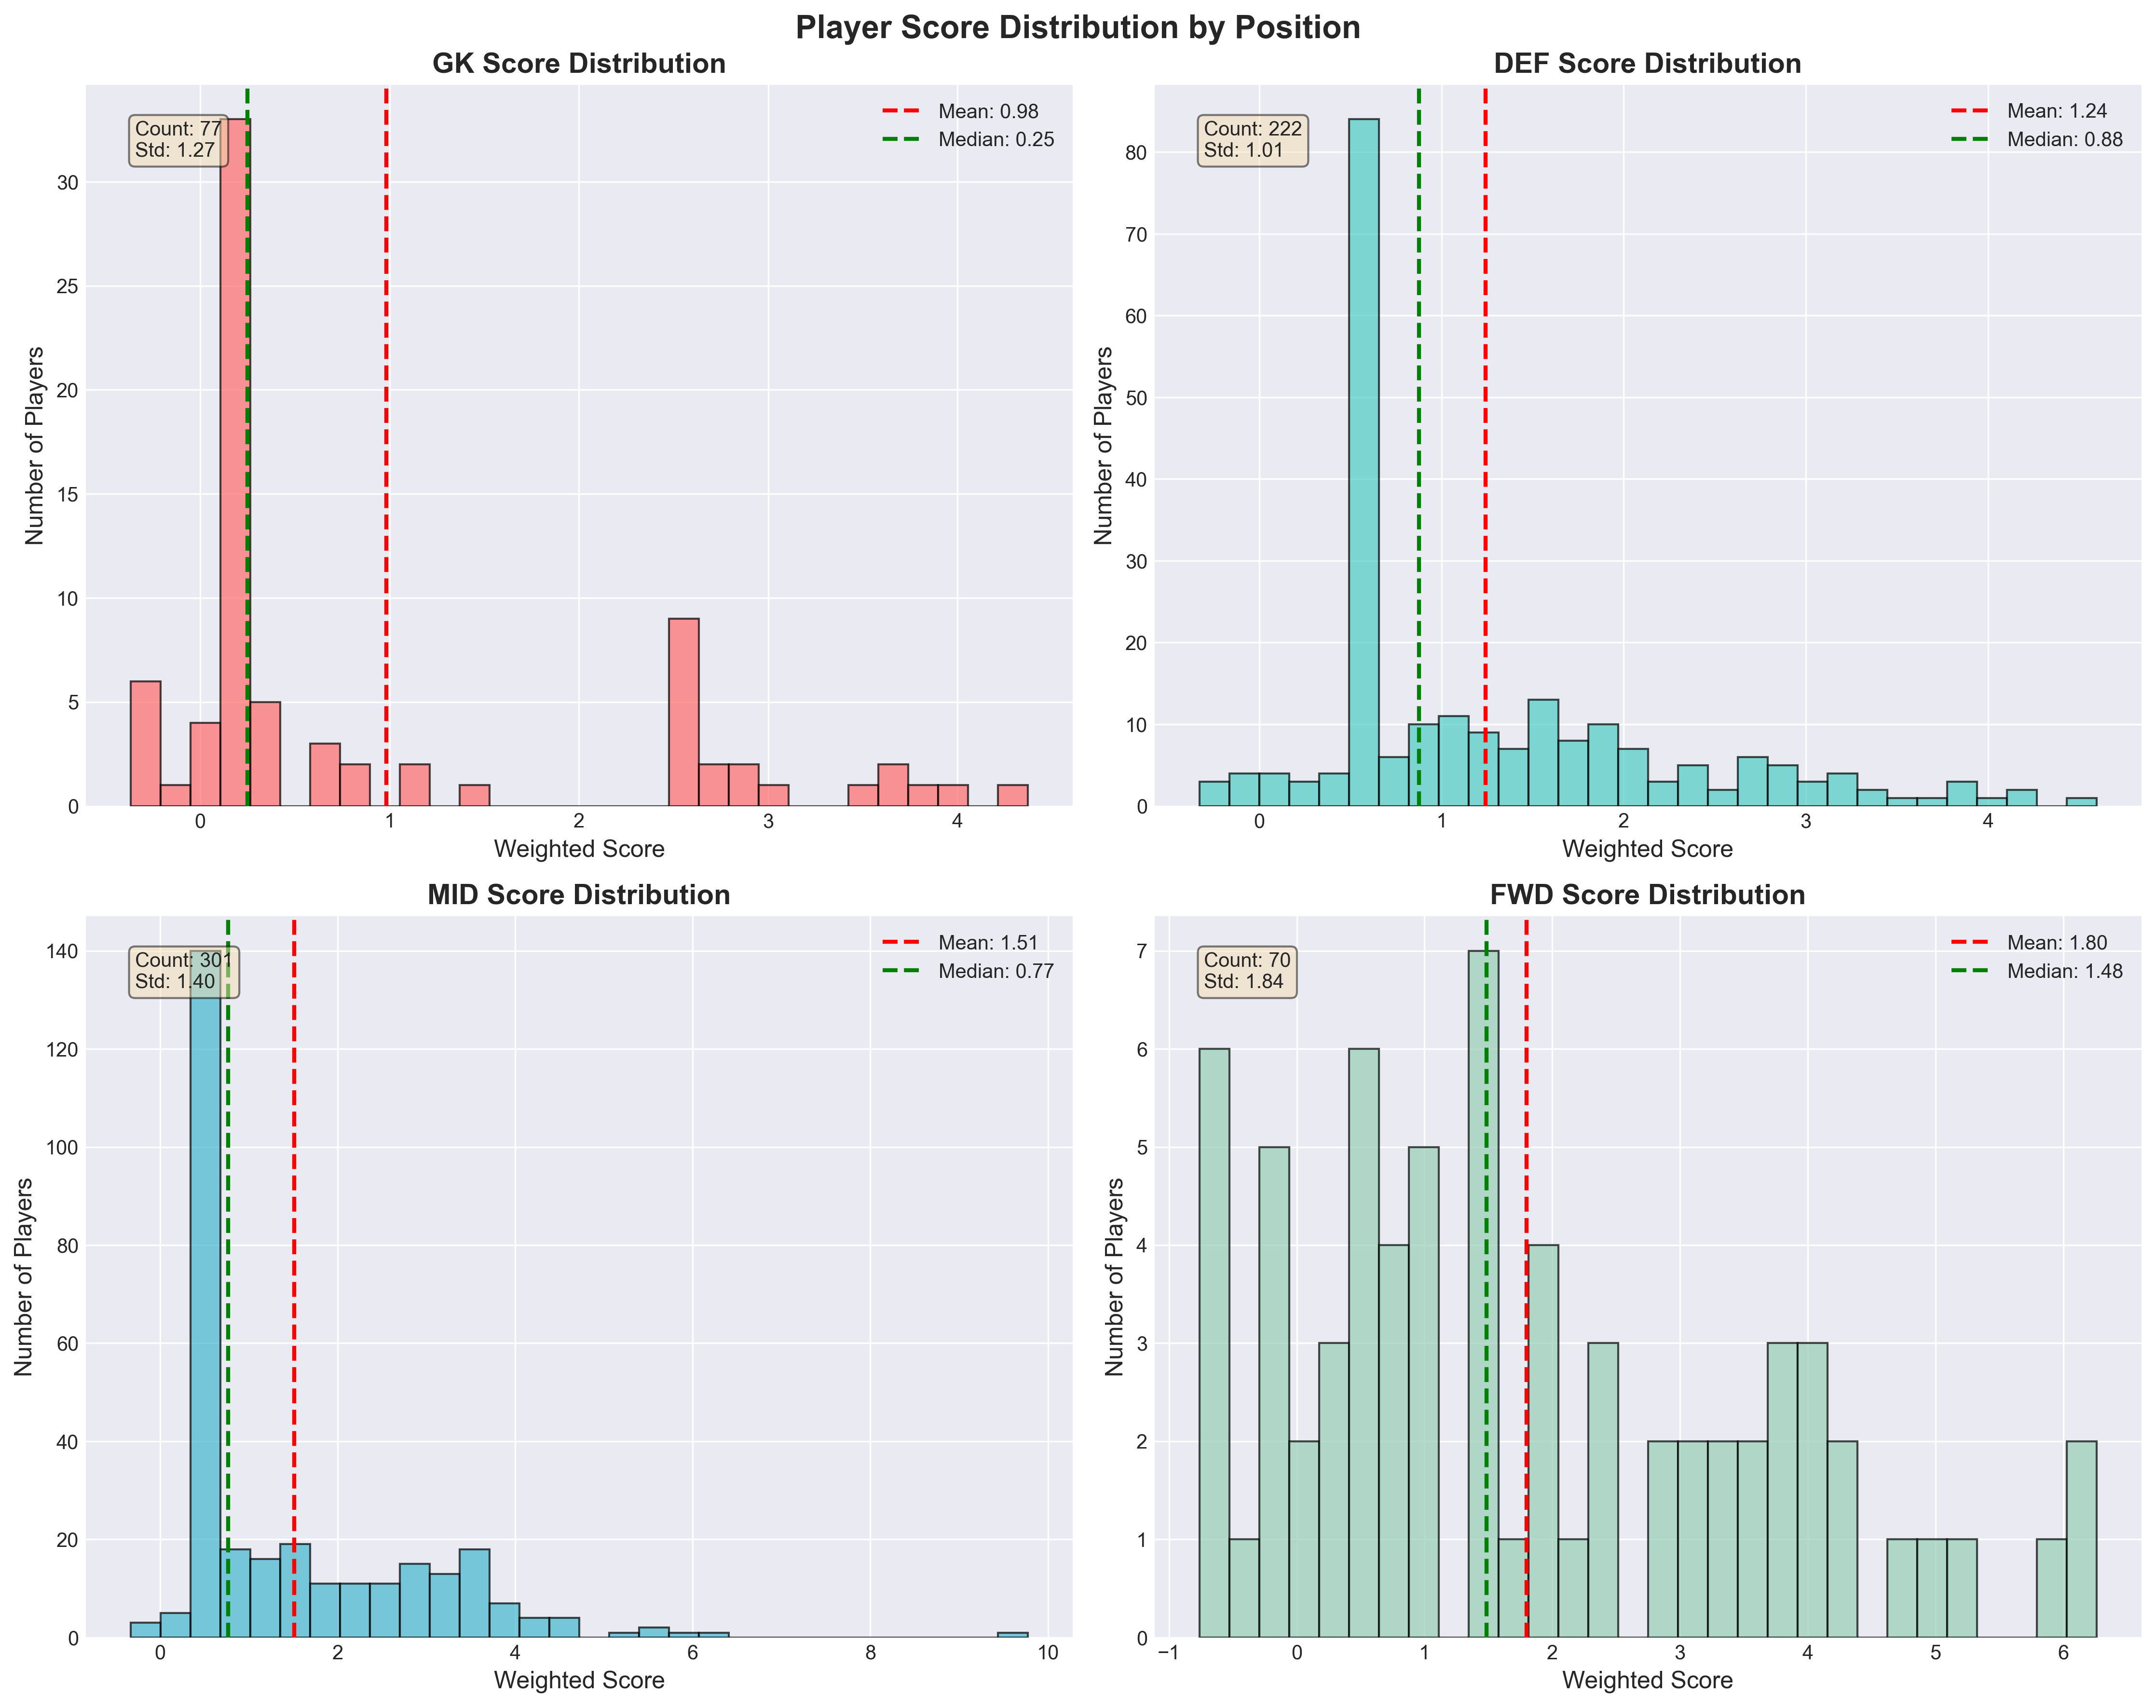 Player Score Distribution by Position
GK Score Distribution
Count: 77
Std: 1.27
Mean: 0.98
Median: 0.25
Number of Players
30
25
20
15
10
5
0
0 1 2 3 4
Weighted Score
DEF Score Distribution
Count: 222
Std: 1.01
Mean: 1.24
Median: 0.88
Number of Players
80
70
60
50
40
30
20
10
0
0 1 2 3 4
Weighted Score
MID Score Distribution
Count: 301
Std: 1.40
Mean: 1.51
Median: 0.77
Number of Players
140
120
100
80
60
40
20
0
0 2 4 6 8 10
Weighted Score
FWD Score Distribution
Count: 70
Std: 1.84
Mean: 1.80
Median: 1.48
Number of Players
7
6
5
4
3
2
1
0
−1 0 1 2 3 4 5 6
Weighted Score